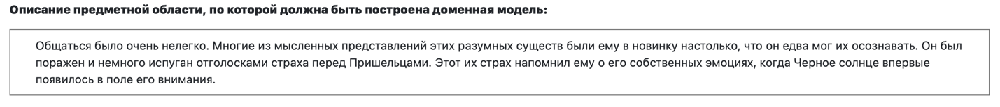 Описание предметной области, по которой должна быть построена доменная модель:
Общаться было очень нелегко. Многие из мысленных представлений этих разумных существ были ему в новинку настолько, что он едва мог их осознавать. Он был
поражен и немного испуган отголосками страха перед Пришельцами. Этот их страх напомнил ему о его собственных эмоциях, когда Черное солнце впервые
появилось в поле его внимания.